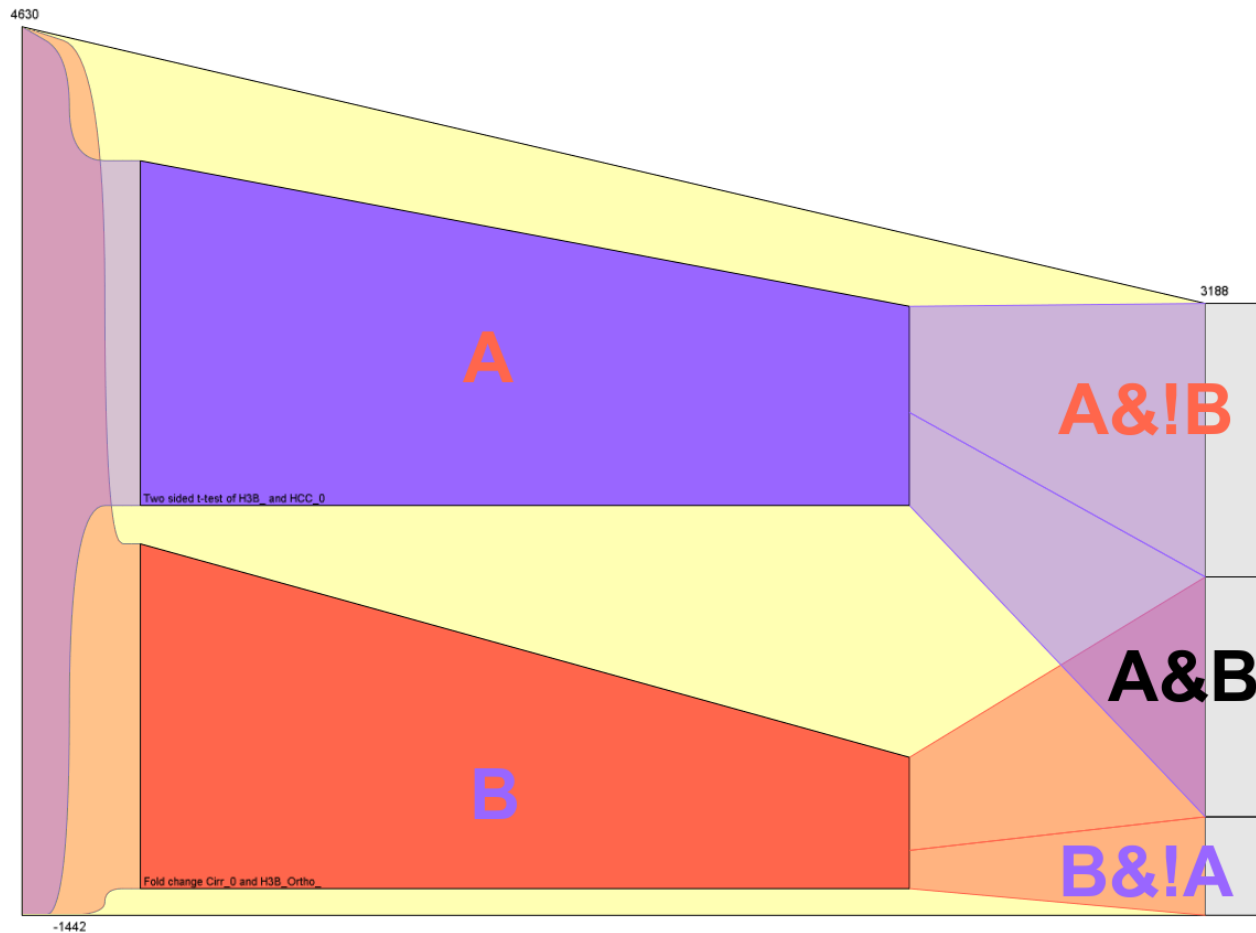 4630
3188
A
A&!B
Two sided t-test of H3B_ and HCC_0
A&B
B
B&!A
Fold change Cirr_0 and H3B_Ortho_
-1442